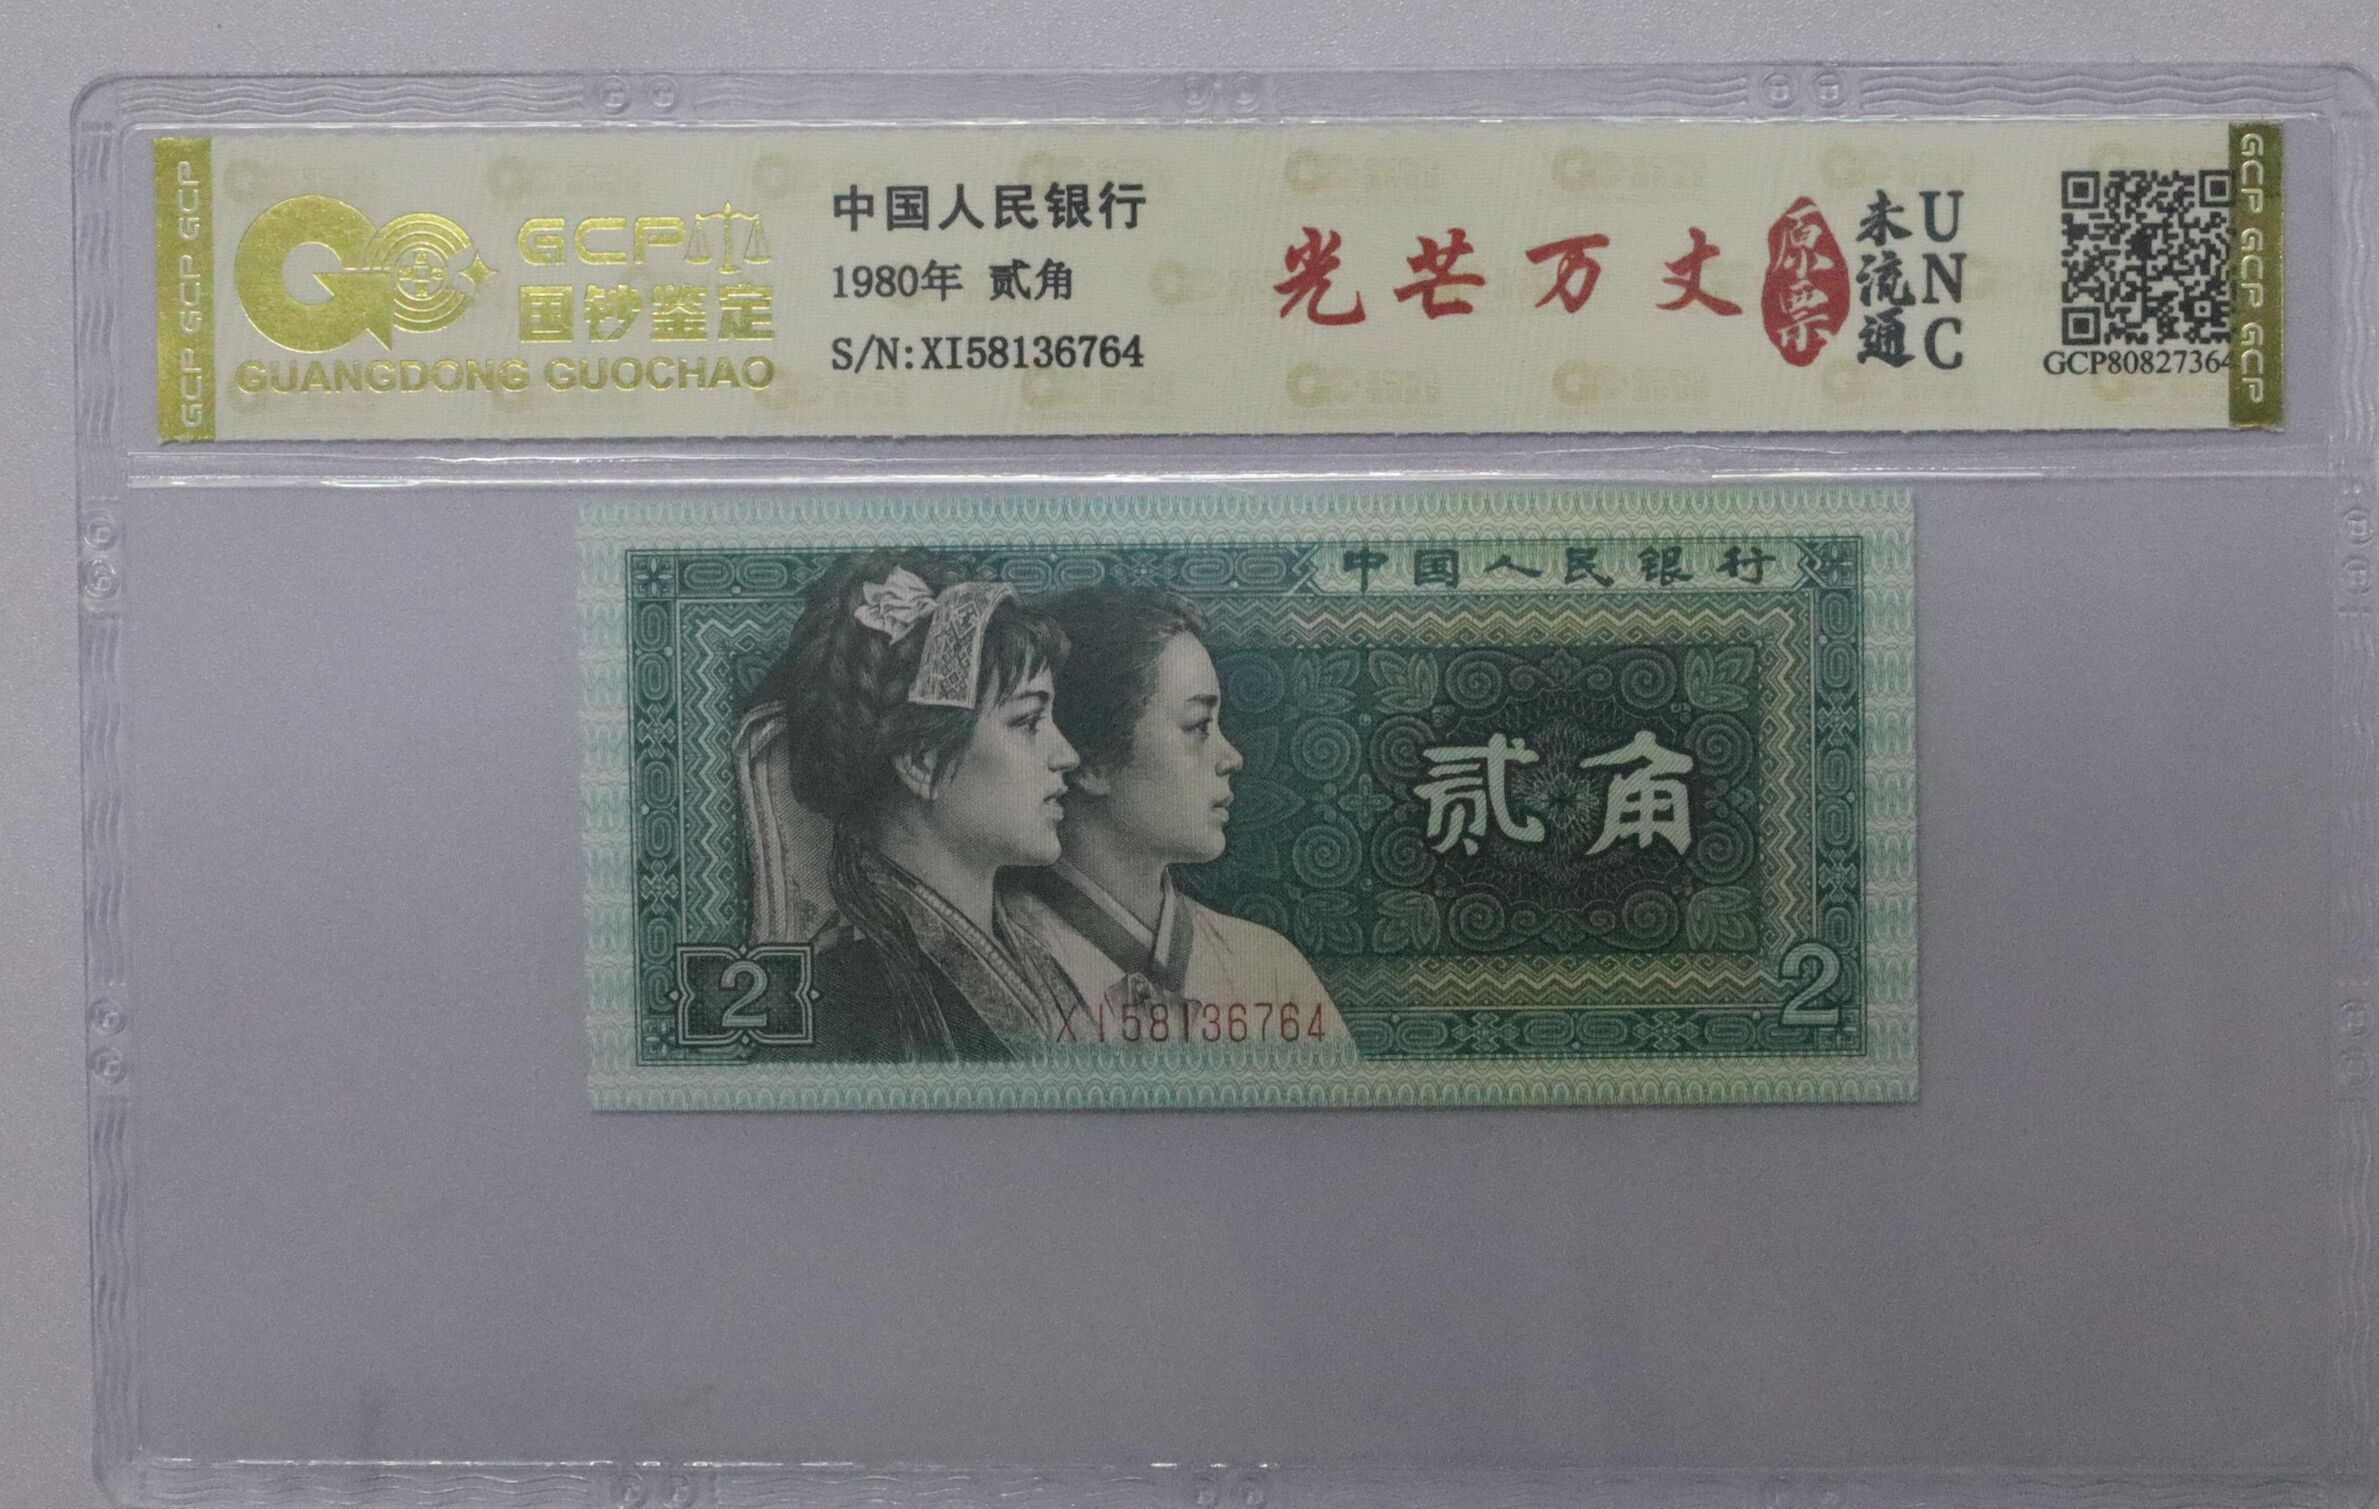 GCP
国钞鉴定
GUANGDONG GUOCHAO
中国人民银行
1980年 贰角
S/N:XI58136764
光芒万丈
原票
未流通
UNC
GCP80827364
GCP GCP GCP
GCP GCP GCP
中国人民银行
贰角
2
2
XI58136764